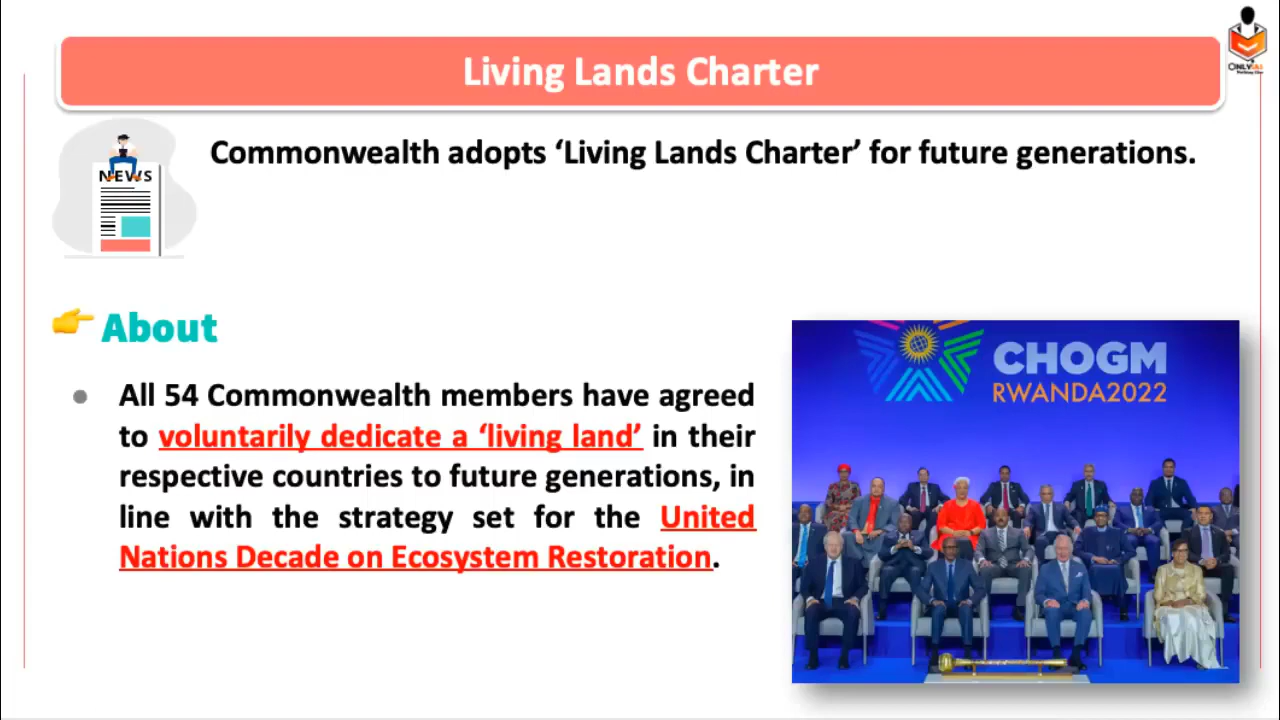 Living Lands Charter
ONLYIAS
Commonwealth adopts ‘Living Lands Charter’ for future generations.
NEWS
👉 About
● All 54 Commonwealth members have agreed
to voluntarily dedicate a ‘living land’ in their
respective countries to future generations, in
line with the strategy set for the United
Nations Decade on Ecosystem Restoration.
CHOGM
RWANDA2022